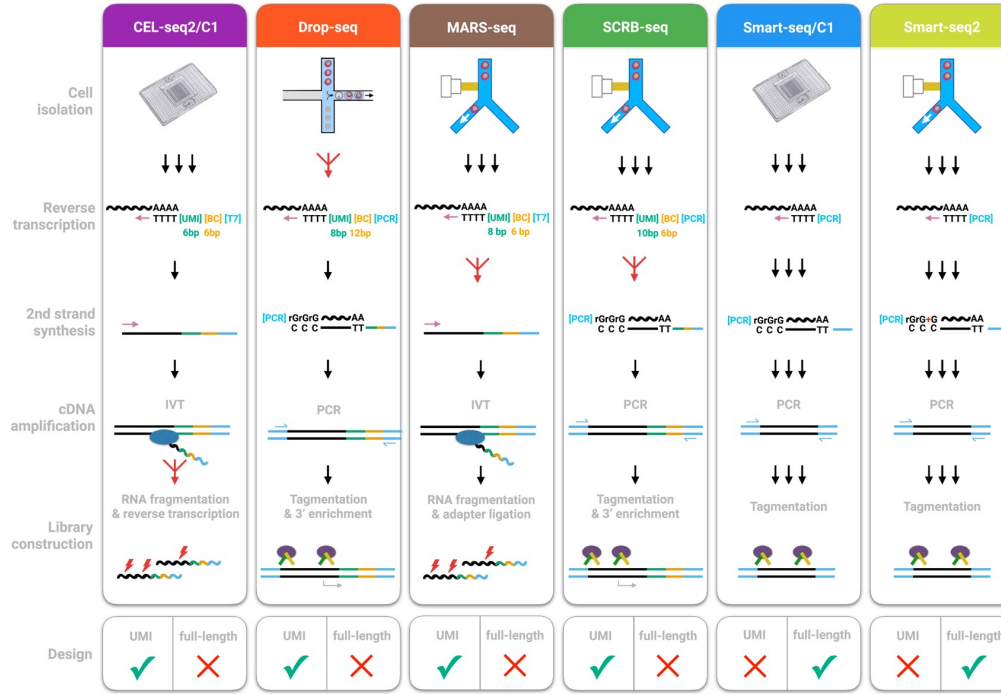 CEL-seq2/C1
Drop-seq
MARS-seq
SCRB-seq
Smart-seq/C1
Smart-seq2
Cell
isolation
Reverse
transcription
AAAA
TTTT [UMI] [BC] [T7]
6bp 6bp
AAAA
TTTT [UMI] [BC] [PCR]
8bp 12bp
AAAA
TTTT [UMI] [BC] [T7]
8 bp 6 bp
AAAA
TTTT [UMI] [BC] [PCR]
10bp 6bp
AAAA
TTTT [PCR]
AAAA
TTTT [PCR]
2nd strand
synthesis
[PCR] rGrGrG AA
C C C TT
[PCR] rGrGrG AA
C C C TT
[PCR] rGrGrG AA
C C C TT
[PCR] rGrG+G AA
C C C TT
cDNA
amplification
IVT
PCR
IVT
PCR
PCR
PCR
Library
construction
RNA fragmentation
& reverse transcription
Tagmentation
& 3' enrichment
RNA fragmentation
& adapter ligation
Tagmentation
& 3' enrichment
Tagmentation
Tagmentation
Design
UMI full-length
UMI full-length
UMI full-length
UMI full-length
UMI full-length
UMI full-length